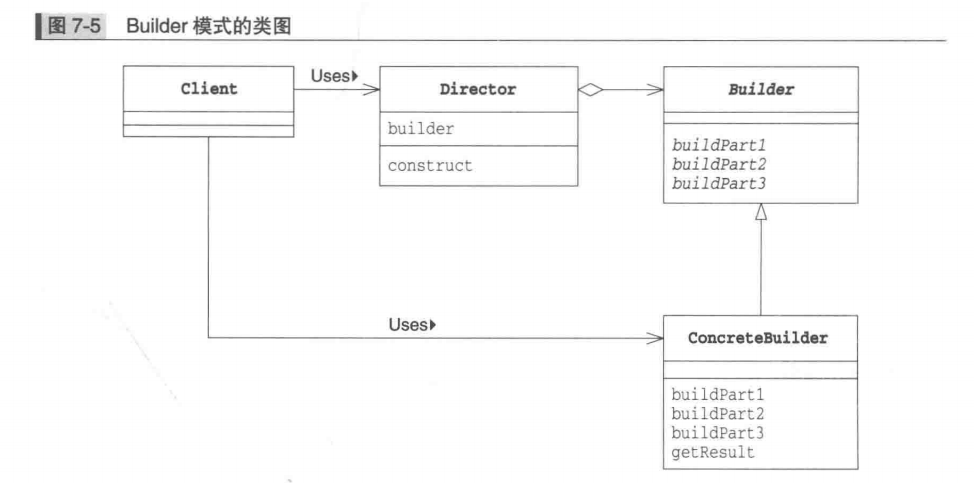 图 7-5 Builder 模式的类图
Client
Uses
Director
builder
construct
Builder
buildPart1
buildPart2
buildPart3
Uses
ConcreteBuilder
buildPart1
buildPart2
buildPart3
getResult